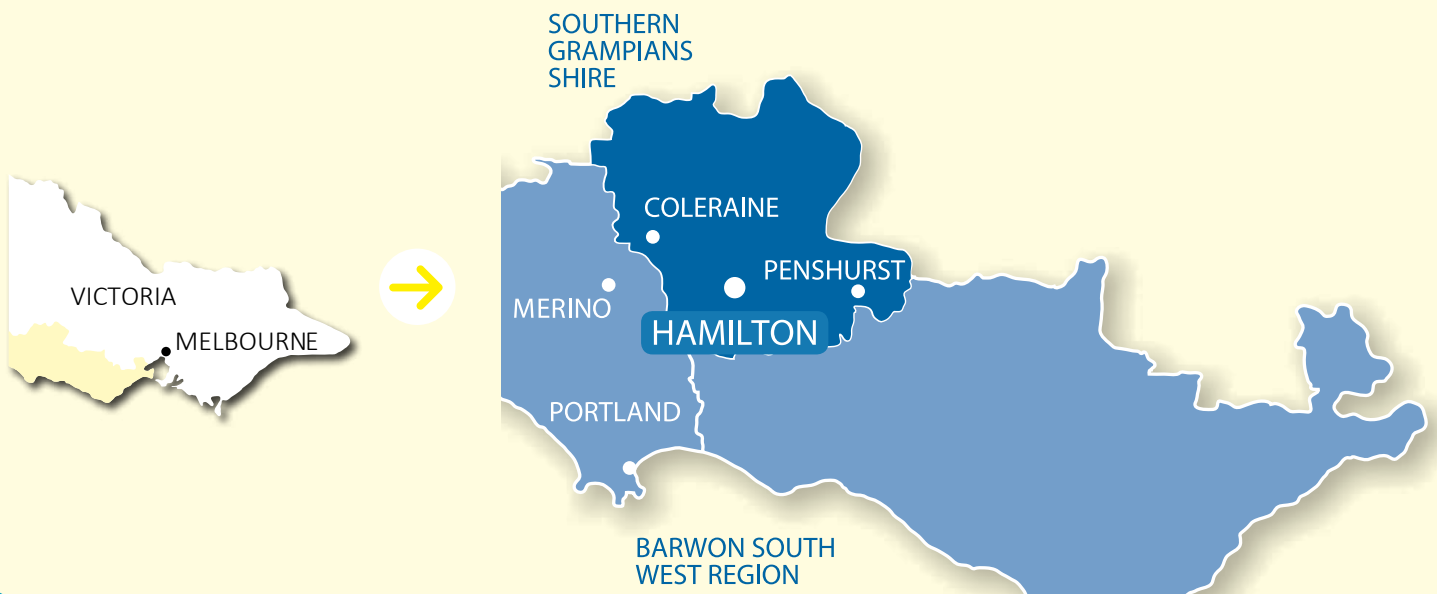 SOUTHERN
GRAMPIANS
SHIRE
COLERAINE
PENSHURST
VICTORIA
MERINO
HAMILTON
MELBOURNE
PORTLAND
BARWON SOUTH
WEST REGION